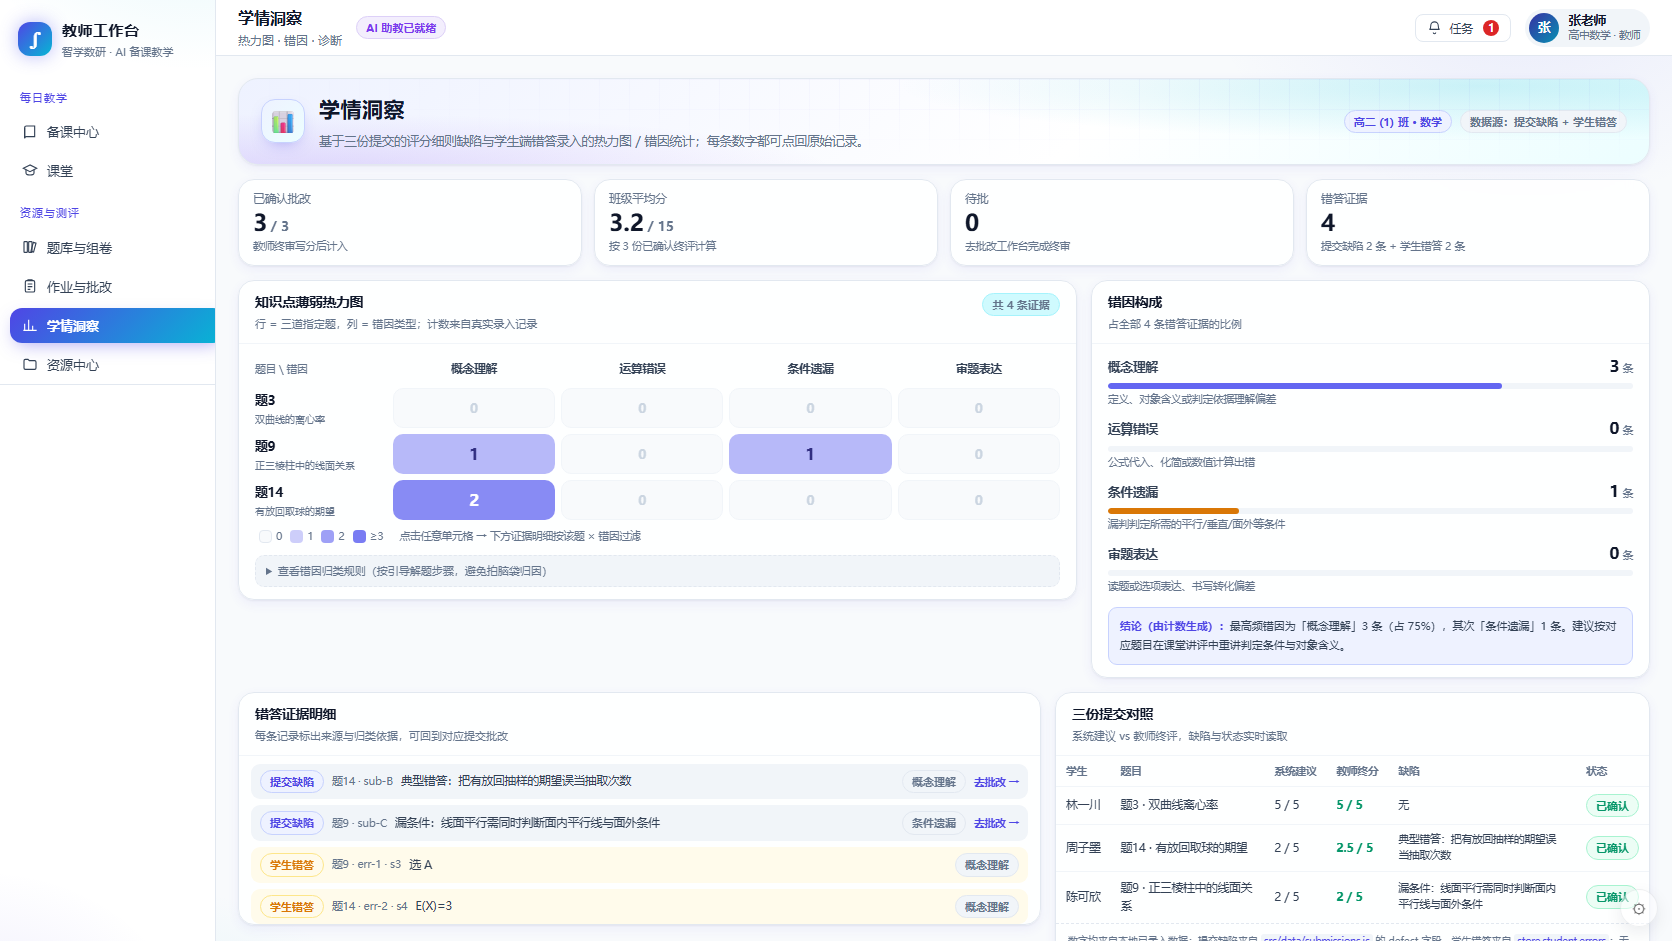 教师工作台
智学数研 · AI 备课教学
每日教学
备课中心
课堂
资源与测评
题库与组卷
作业与批改
学情洞察
资源中心
学情洞察
热力图 · 错因 · 诊断
AI 助教已就绪
任务 1
张
张老师
高中数学 · 教师
学情洞察
基于三份提交的评分细则缺陷与学生端错答录入的热力图 / 错因统计；每条数字都可点回原始记录。
高二 (1) 班 • 数学
数据源：提交缺陷 + 学生错答
已确认批改
3 / 3
教师终审写分后计入
班级平均分
3.2 / 15
按 3 份已确认终评计算
待批
0
去批改工作台完成终审
错答证据
4
提交缺陷 2 条 + 学生错答 2 条
知识点薄弱热力图
行 = 三道指定题，列 = 错因类型；计数来自真实录入记录
共 4 条证据
题目 \ 错因 概念理解 运算错误 条件遗漏 审题表达
题3
双曲线的离心率
0 0 0 0
题9
正三棱柱中的线面关系
1 0 1 0
题14
有放回取球的期望
2 0 0 0
0 1 2 ≥3 点击任意单元格 → 下方证据明细按该题 × 错因过滤
▶ 查看错因归类规则（按引导解题步骤，避免拍脑袋归因）
错因构成
占全部 4 条错答证据的比例
概念理解 3 条
定义、对象含义或判定依据理解偏差
运算错误 0 条
公式代入、化简或数值计算出错
条件遗漏 1 条
漏判判定所需的平行/垂直/面外等条件
审题表达 0 条
读题或选项表达、书写转化偏差
结论（由计数生成）：最高频错因为「概念理解」3 条（占 75%），其次「条件遗漏」1 条。建议按对
应题目在课堂讲评中重讲判定条件与对象含义。
错答证据明细
每条记录标出来源与归类依据，可回到对应提交批改
提交缺陷 题14 · sub-B 典型错答：把有放回抽样的期望误当抽取次数 概念理解 去批改 →
提交缺陷 题9 · sub-C 漏条件：线面平行需同时判断面内平行线与面外条件 条件遗漏 去批改 →
学生错答 题9 · err-1 · s3 选 A 概念理解
学生错答 题14 · err-2 · s4 E(X)=3 概念理解
三份提交对照
系统建议 vs 教师终评，缺陷与状态实时读取
学生 题目 系统建议 教师终分 缺陷 状态
林一川 题3 · 双曲线离心率 5 / 5 5 / 5 无 已确认
周子墨 题14 · 有放回取球的期望 2 / 5 2.5 / 5 典型错答：把有放回抽样的期望误
当抽取次数 已确认
陈可欣 题9 · 正三棱柱中的线面关
系 2 / 5 2 / 5 漏条件：线面平行需同时判断面内
平行线与面外条件 已确认
数字均来自本地已录入数据：提交缺陷来自 src/data/submissions.js 的 defect 字段，学生错答来自 store.student.errors；无